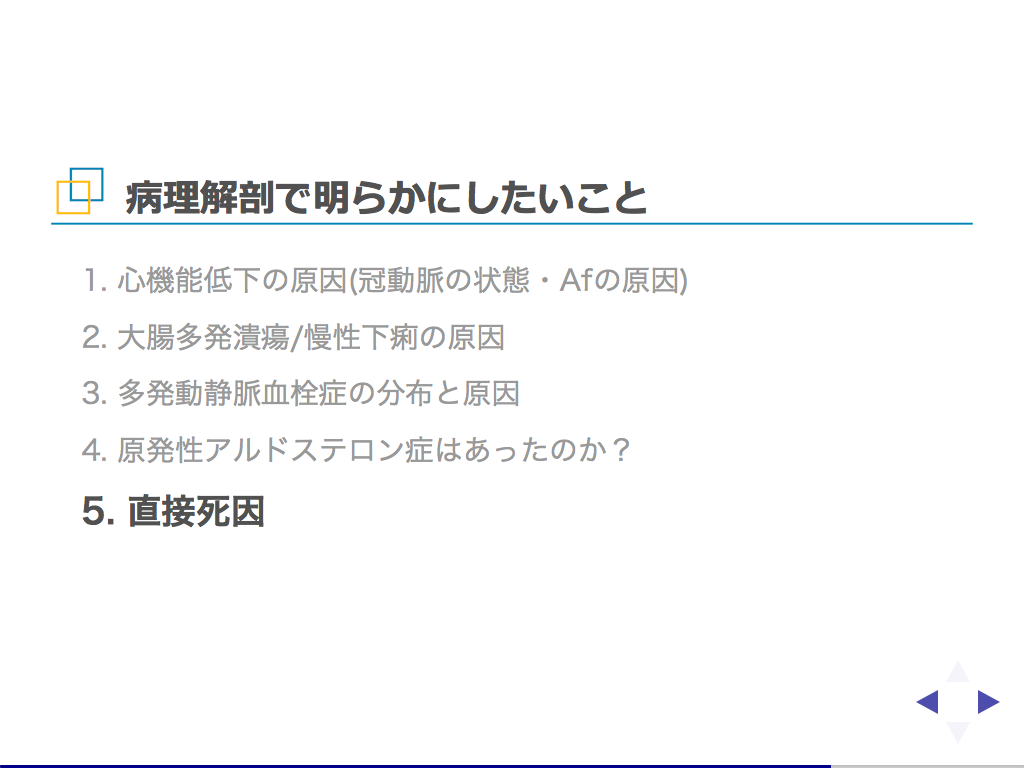 病理解剖で明らかにしたいこと
1. 心機能低下の原因(冠動脈の状態・Afの原因)
2. 大腸多発潰瘍/慢性下痢の原因
3. 多発動静脈血栓症の分布と原因
4. 原発性アルドステロン症はあったのか？
5. 直接死因